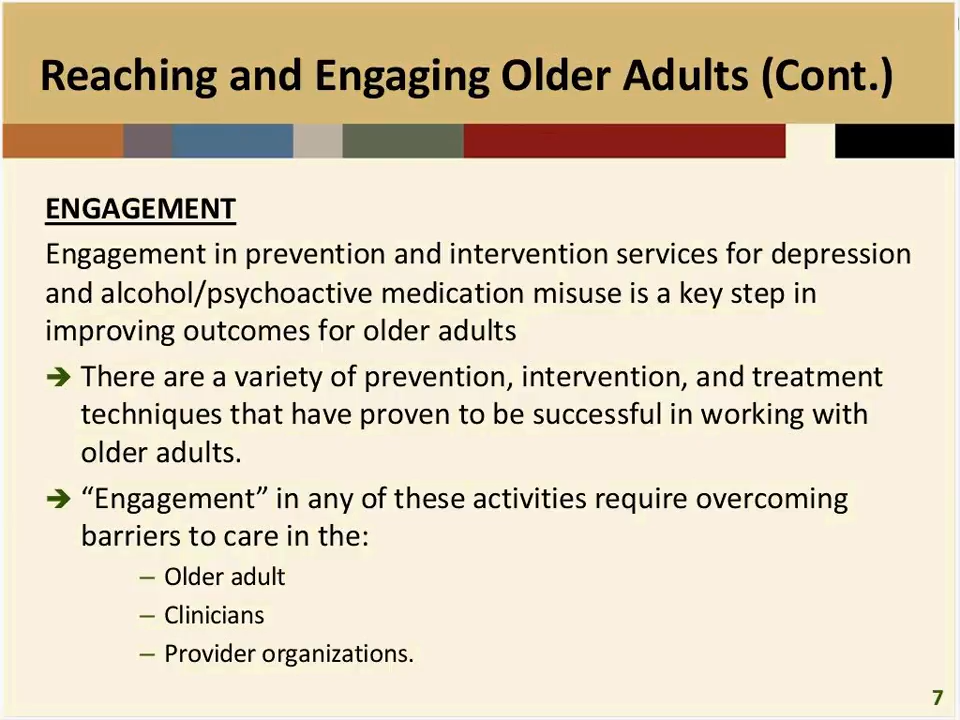 Reaching and Engaging Older Adults (Cont.)
ENGAGEMENT
Engagement in prevention and intervention services for depression
and alcohol/psychoactive medication misuse is a key step in
improving outcomes for older adults
➔ There are a variety of prevention, intervention, and treatment
techniques that have proven to be successful in working with
older adults.
➔ “Engagement” in any of these activities require overcoming
barriers to care in the:
– Older adult
– Clinicians
– Provider organizations.
7